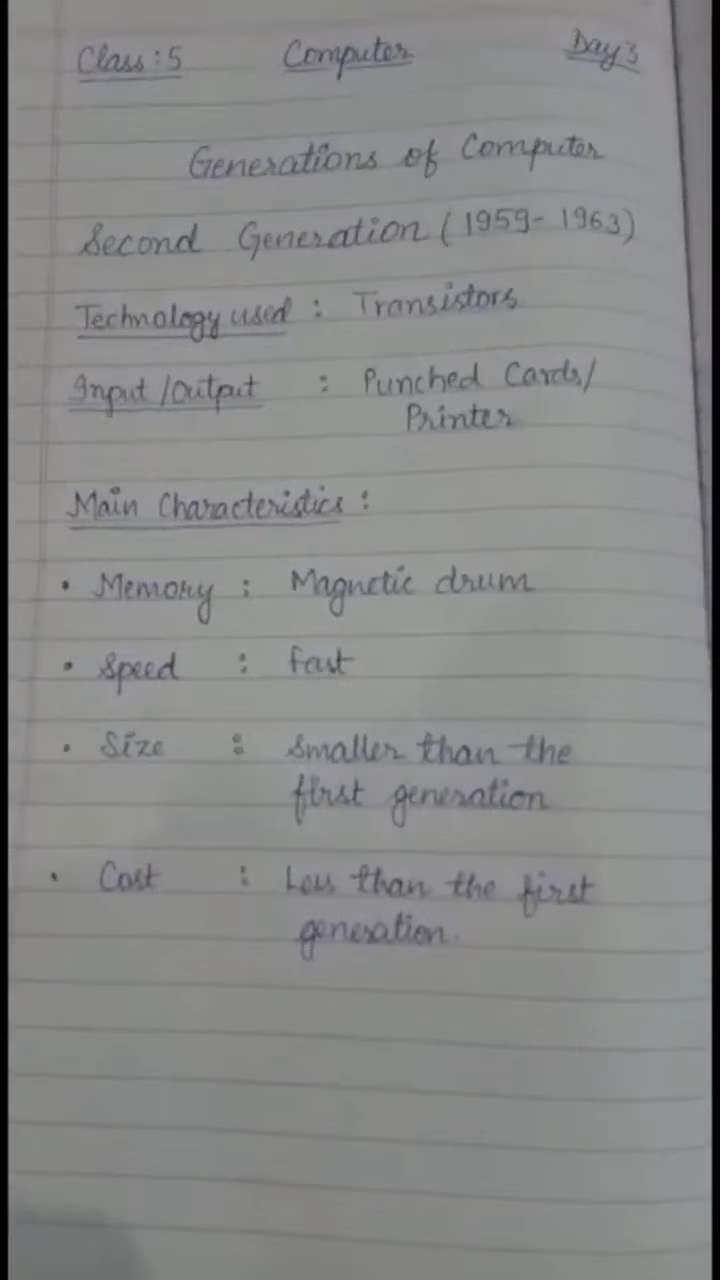 Class : 5 Computer Day 3
Generations of Computer
Second Generation ( 1959 - 1963 )
Technology used : Transistors
Input / Output : Punched Cards /
Printer
Main Characteristics :
• Memory : Magnetic drum
• Speed : fast
• Size : Smaller than the
first generation
• Cost : Less than the first
generation.